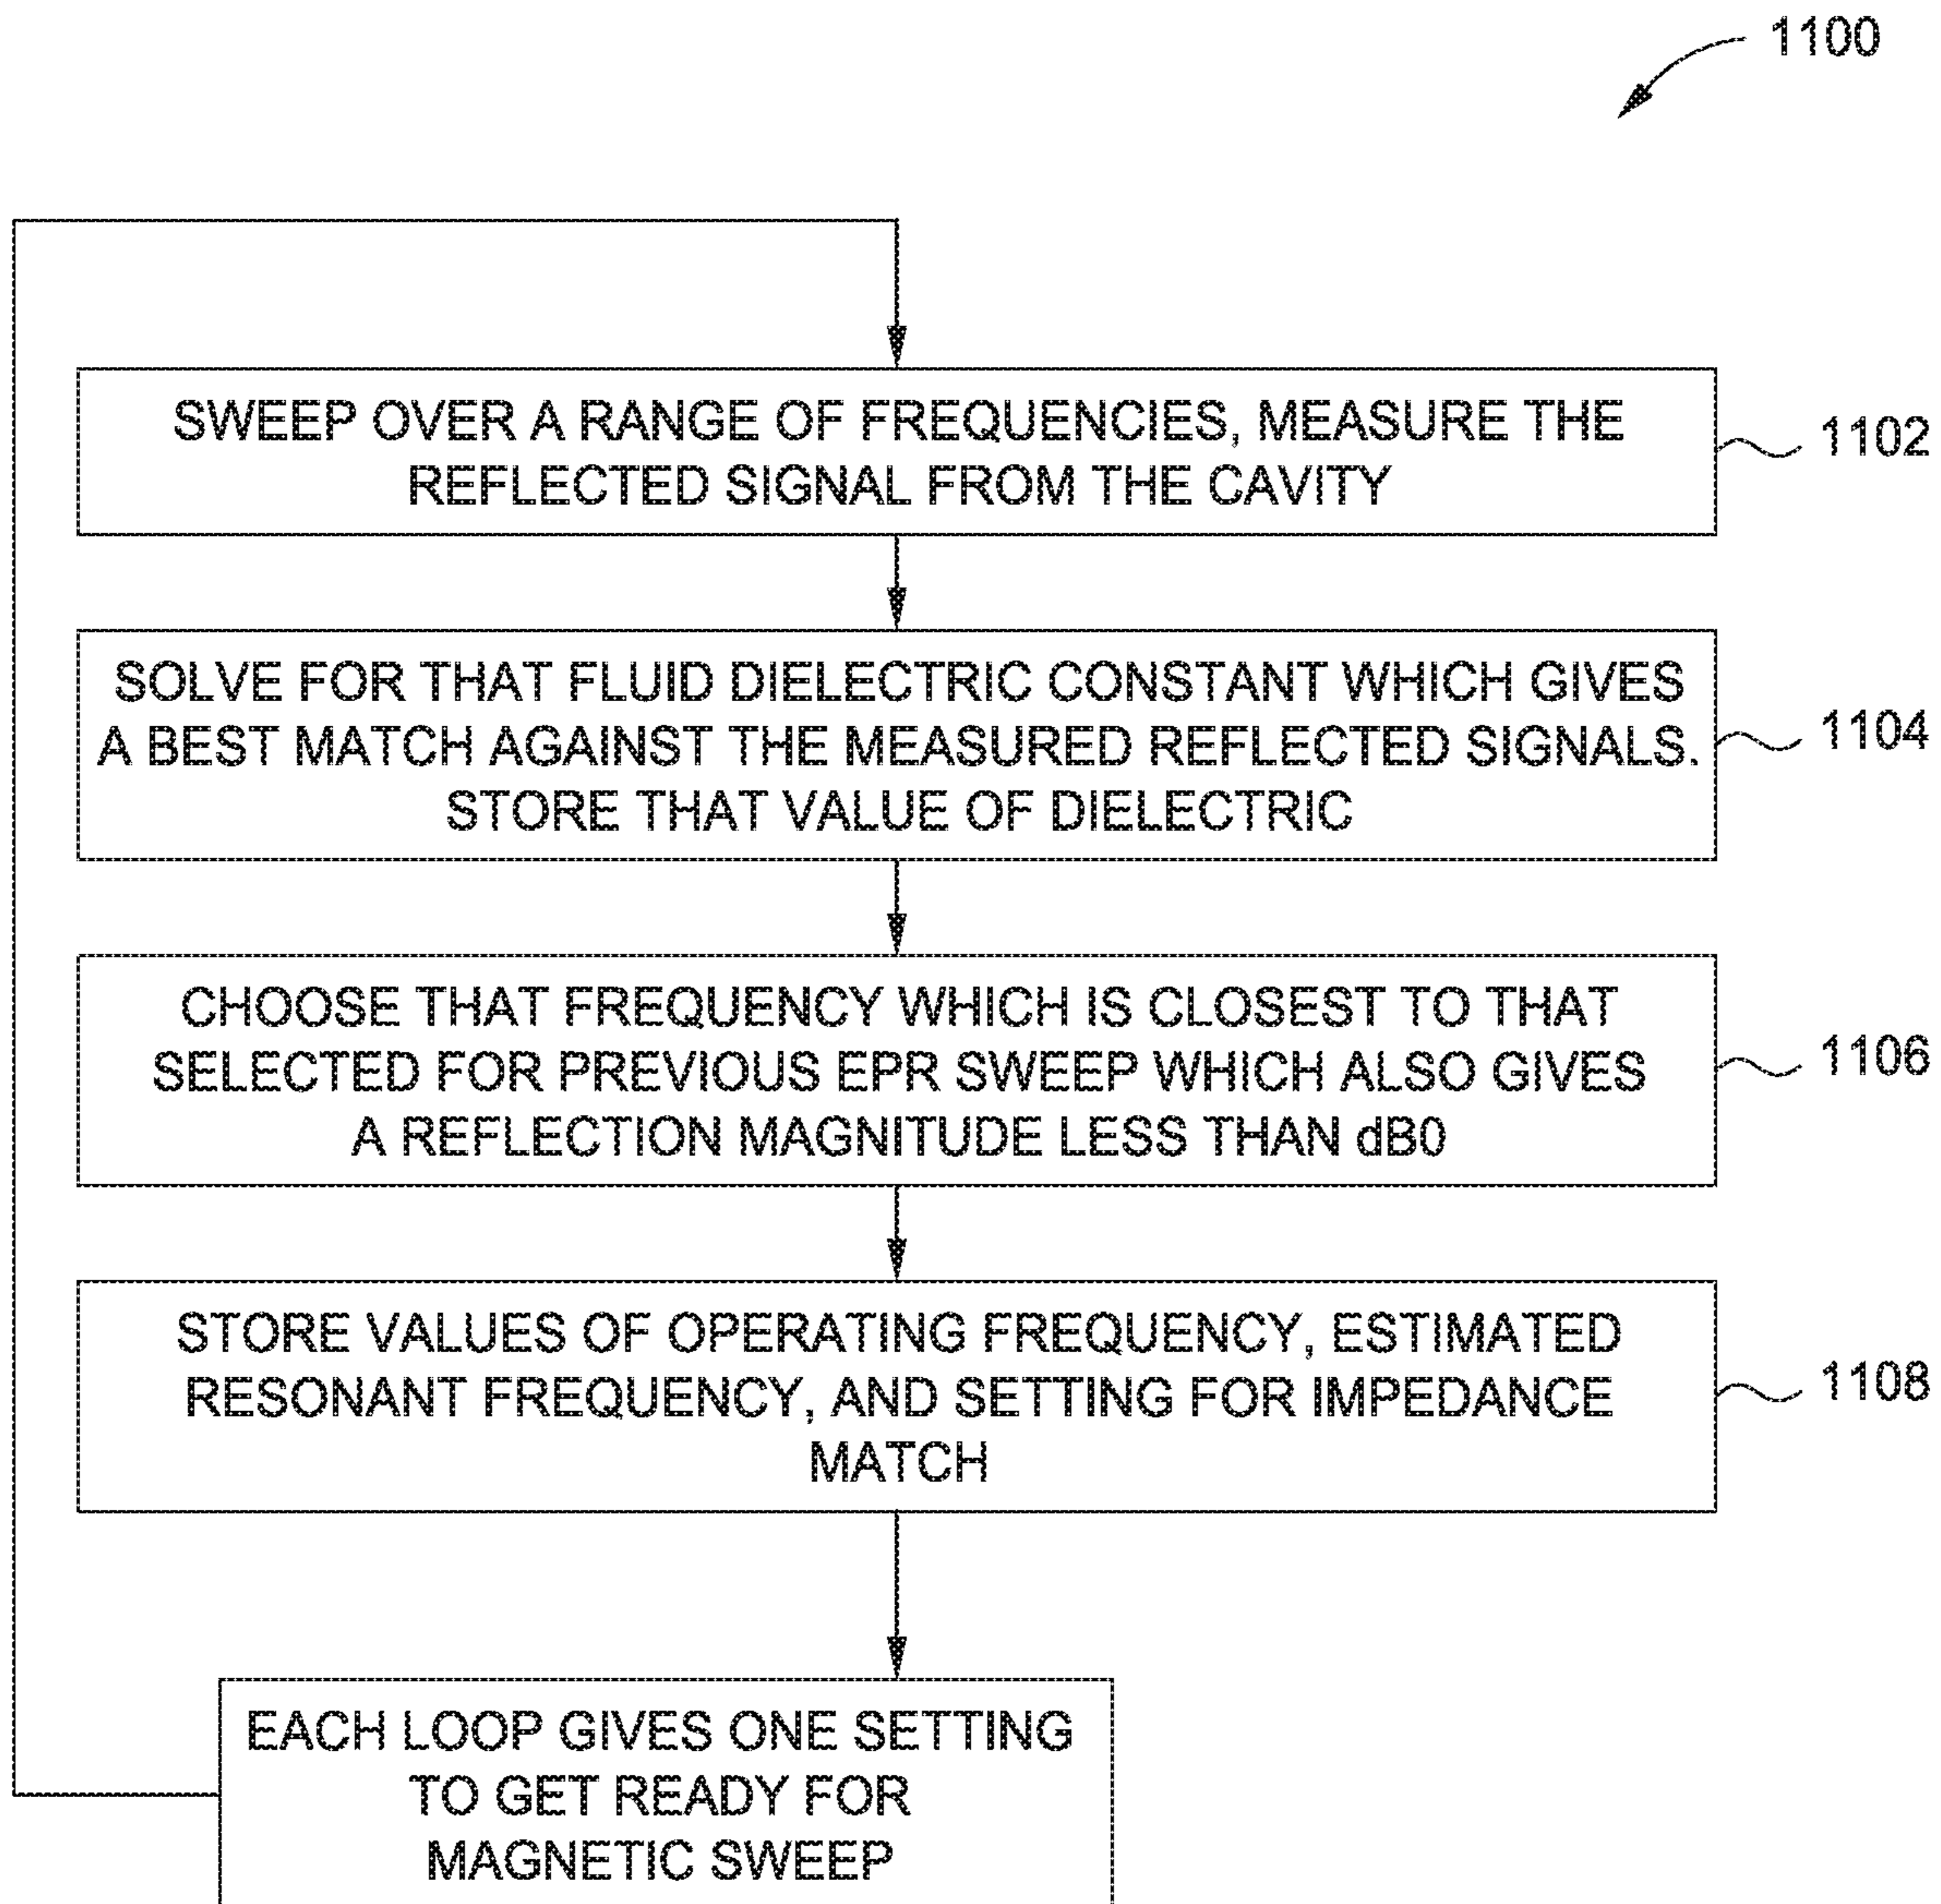 1100
SWEEP OVER A RANGE OF FREQUENCIES, MEASURE THE
REFLECTED SIGNAL FROM THE CAVITY
1102
SOLVE FOR THAT FLUID DIELECTRIC CONSTANT WHICH GIVES
A BEST MATCH AGAINST THE MEASURED REFLECTED SIGNALS.
STORE THAT VALUE OF DIELECTRIC
1104
CHOOSE THAT FREQUENCY WHICH IS CLOSEST TO THAT
SELECTED FOR PREVIOUS EPR SWEEP WHICH ALSO GIVES
A REFLECTION MAGNITUDE LESS THAN dB0
1106
STORE VALUES OF OPERATING FREQUENCY, ESTIMATED
RESONANT FREQUENCY, AND SETTING FOR IMPEDANCE
MATCH
1108
EACH LOOP GIVES ONE SETTING
TO GET READY FOR
MAGNETIC SWEEP